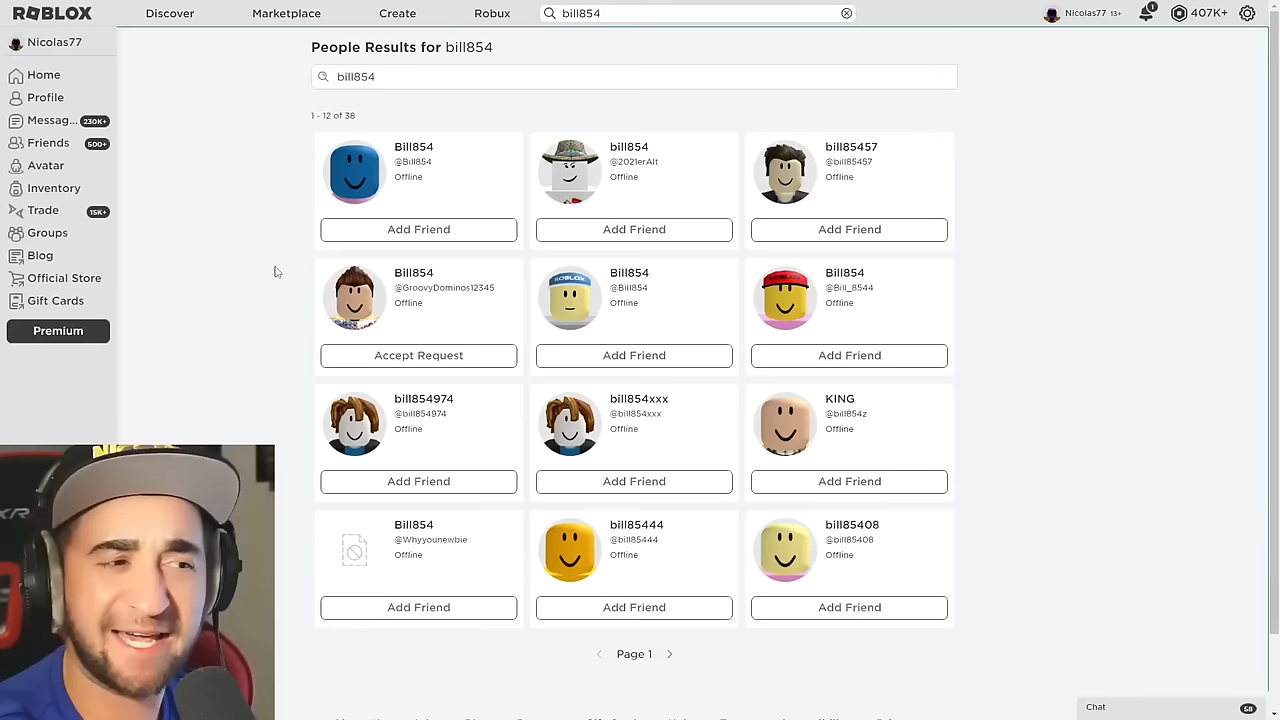 ROBLOX
Discover
Marketplace
Create
Robux
bill854
Nicolas77 13+
1
407K+
Nicolas77
Home
Profile
Messag... 230K+
Friends 500+
Avatar
Inventory
Trade 15K+
Groups
Blog
Official Store
Gift Cards
Premium
People Results for bill854
bill854
1 - 12 of 38
Bill854
@Bill854
Offline
Add Friend
bill854
@2021erAlt
Offline
Add Friend
bill85457
@bill85457
Offline
Add Friend
Bill854
@GroovyDominos12345
Offline
Accept Request
Bill854
@Bill854
Offline
Add Friend
Bill854
@Bill_8544
Offline
Add Friend
bill854974
@bill854974
Offline
Add Friend
bill854xxx
@bill854xxx
Offline
Add Friend
KING
@bill854z
Offline
Add Friend
Bill854
@Whyyounewbie
Offline
Add Friend
bill85444
@bill85444
Offline
Add Friend
bill85408
@bill85408
Offline
Add Friend
Page 1
Chat
58